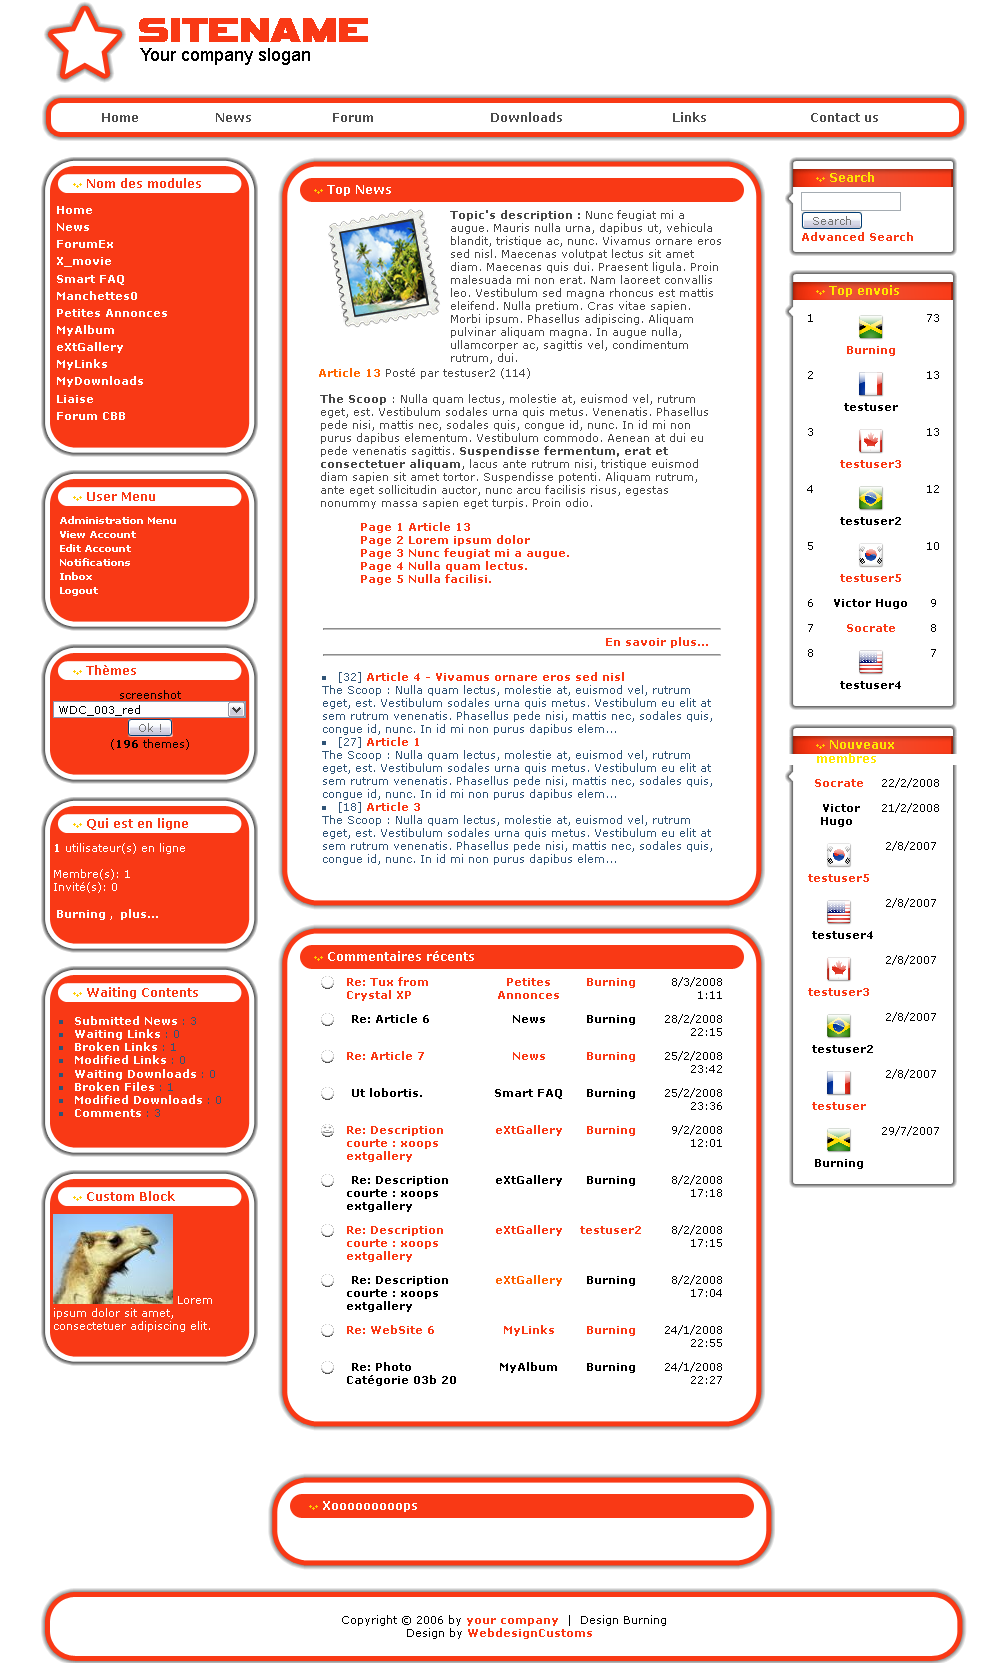 SITENAME
Your company slogan
Home News Forum Downloads Links Contact us
Nom des modules
Home
News
ForumEx
X_movie
Smart FAQ
Manchettes0
Petites Annonces
MyAlbum
eXtGallery
MyLinks
MyDownloads
Liaise
Forum CBB
User Menu
Administration Menu
View Account
Edit Account
Notifications
Inbox
Logout
Thèmes
screenshot
WDC_003_red
Ok !
(196 themes)
Qui est en ligne
1 utilisateur(s) en ligne
Membre(s): 1
Invité(s): 0
Burning , plus...
Waiting Contents
Submitted News : 3
Waiting Links : 0
Broken Links : 1
Modified Links : 0
Waiting Downloads : 0
Broken Files : 1
Modified Downloads : 0
Comments : 3
Custom Block
Lorem
ipsum dolor sit amet,
consectetuer adipiscing elit.
Top News
Topic's description : Nunc feugiat mi a
augue. Mauris nulla urna, dapibus ut, vehicula
blandit, tristique ac, nunc. Vivamus ornare eros
sed nisl. Maecenas volutpat lectus sit amet
diam. Maecenas quis dui. Praesent ligula. Proin
malesuada mi non erat. Nam laoreet convallis
leo. Vestibulum sed magna rhoncus est mattis
eleifend. Nulla pretium. Cras vitae sapien.
Morbi ipsum. Phasellus adipiscing. Aliquam
pulvinar aliquam magna. In augue nulla,
ullamcorper ac, sagittis vel, condimentum
rutrum, dui.
Article 13 Posté par testuser2 (114)
The Scoop : Nulla quam lectus, molestie at, euismod vel, rutrum
eget, est. Vestibulum sodales urna quis metus. Venenatis. Phasellus
pede nisi, mattis nec, sodales quis, congue id, nunc. In id mi non
purus dapibus elementum. Vestibulum commodo. Aenean at dui eu
pede venenatis sagittis. Suspendisse fermentum, erat et
consectetuer aliquam, lacus ante rutrum nisi, tristique euismod
diam sapien sit amet tortor. Suspendisse potenti. Aliquam rutrum,
ante eget sollicitudin auctor, nunc arcu facilisis risus, egestas
nonummy massa sapien eget turpis. Proin odio.
Page 1 Article 13
Page 2 Lorem ipsum dolor
Page 3 Nunc feugiat mi a augue.
Page 4 Nulla quam lectus.
Page 5 Nulla facilisi.
En savoir plus...
[32] Article 4 - Vivamus ornare eros sed nisl
The Scoop : Nulla quam lectus, molestie at, euismod vel, rutrum
eget, est. Vestibulum sodales urna quis metus. Vestibulum eu elit at
sem rutrum venenatis. Phasellus pede nisi, mattis nec, sodales quis,
congue id, nunc. In id mi non purus dapibus elem...
[27] Article 1
The Scoop : Nulla quam lectus, molestie at, euismod vel, rutrum
eget, est. Vestibulum sodales urna quis metus. Vestibulum eu elit at
sem rutrum venenatis. Phasellus pede nisi, mattis nec, sodales quis,
congue id, nunc. In id mi non purus dapibus elem...
[18] Article 3
The Scoop : Nulla quam lectus, molestie at, euismod vel, rutrum
eget, est. Vestibulum sodales urna quis metus. Vestibulum eu elit at
sem rutrum venenatis. Phasellus pede nisi, mattis nec, sodales quis,
congue id, nunc. In id mi non purus dapibus elem...
Commentaires récents
Re: Tux from Petites Burning 8/3/2008
Crystal XP Annonces 1:11
Re: Article 6 News Burning 28/2/2008
22:15
Re: Article 7 News Burning 25/2/2008
23:42
Ut lobortis. Smart FAQ Burning 25/2/2008
23:36
Re: Description eXtGallery Burning 9/2/2008
courte : xoops 12:01
extgallery
Re: Description eXtGallery Burning 8/2/2008
courte : xoops 17:18
extgallery
Re: Description eXtGallery testuser2 8/2/2008
courte : xoops 17:15
extgallery
Re: Description eXtGallery Burning 8/2/2008
courte : xoops 17:04
extgallery
Re: WebSite 6 MyLinks Burning 24/1/2008
22:55
Re: Photo MyAlbum Burning 24/1/2008
Catégorie 03b 20 22:27
Search
Search
Advanced Search
Top envois
1 73
Burning
2 13
testuser
3 13
testuser3
4 12
testuser2
5 10
testuser5
6 Victor Hugo 9
7 Socrate 8
8 7
testuser4
Nouveaux
membres
Socrate 22/2/2008
Victor 21/2/2008
Hugo
2/8/2007
testuser5
2/8/2007
testuser4
2/8/2007
testuser3
2/8/2007
testuser2
2/8/2007
testuser
29/7/2007
Burning
Xooooooooops
Copyright © 2006 by your company | Design Burning
Design by WebdesignCustoms